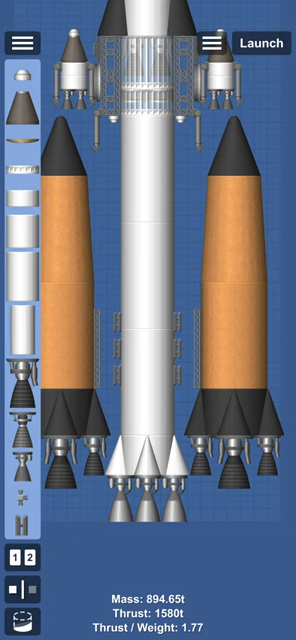 Launch
1 2
Mass: 894.65t
Thrust: 1580t
Thrust / Weight: 1.77